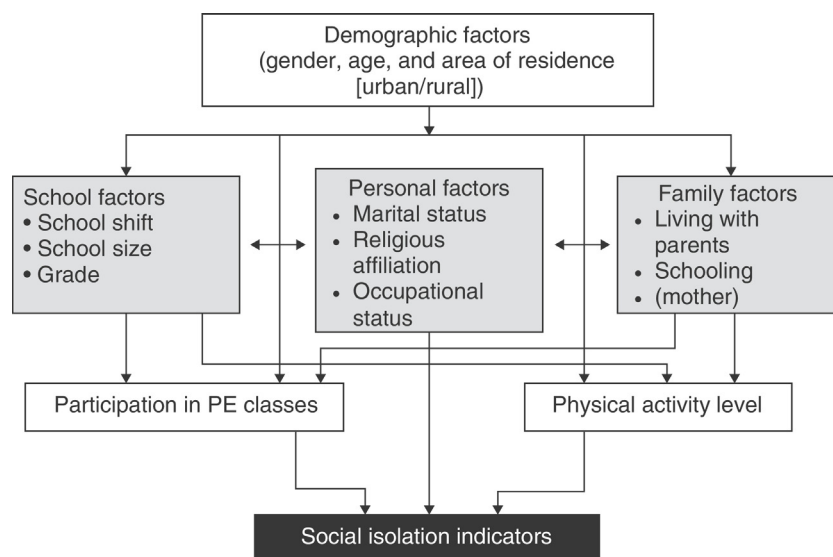 Demographic factors
(gender, age, and area of residence
[urban/rural])
School factors
• School shift
• School size
• Grade
Personal factors
• Marital status
• Religious
affiliation
• Occupational
status
Family factors
• Living with
parents
• Schooling
• (mother)
Participation in PE classes
Physical activity level
Social isolation indicators